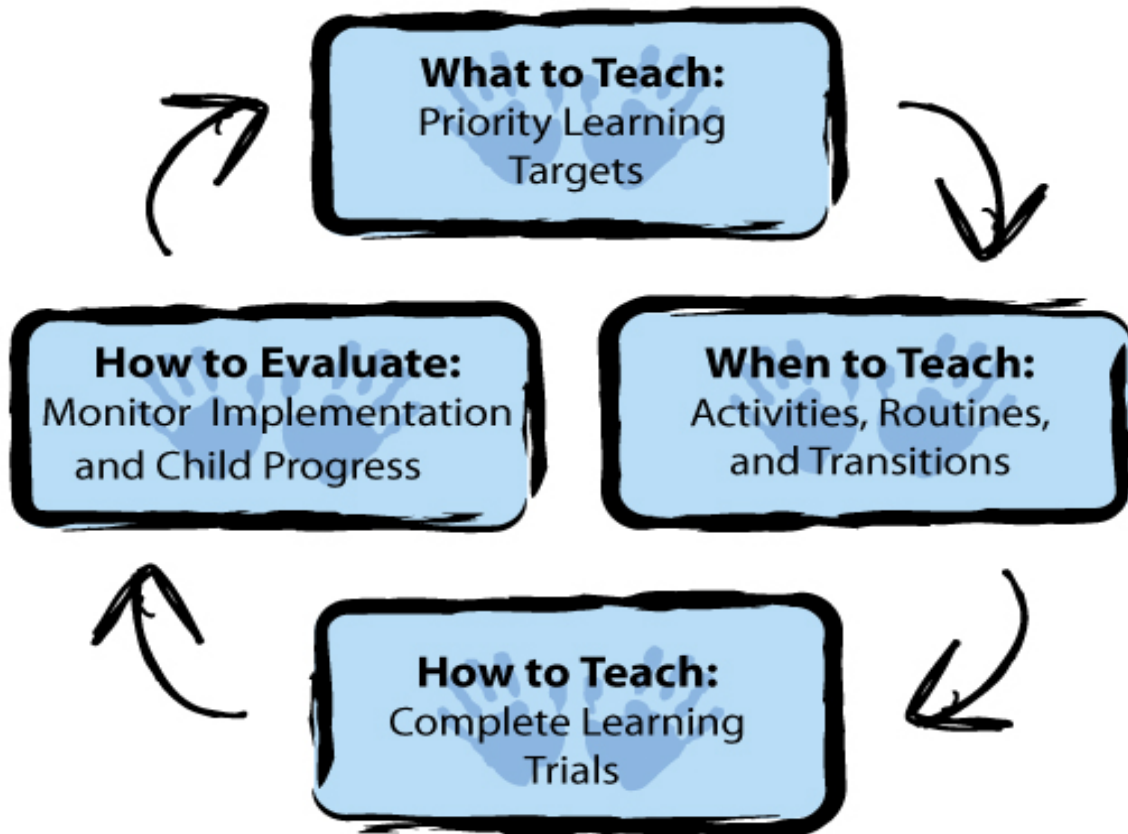 What to Teach:
Priority Learning
Targets
When to Teach:
Activities, Routines,
and Transitions
How to Teach:
Complete Learning
Trials
How to Evaluate:
Monitor Implementation
and Child Progress